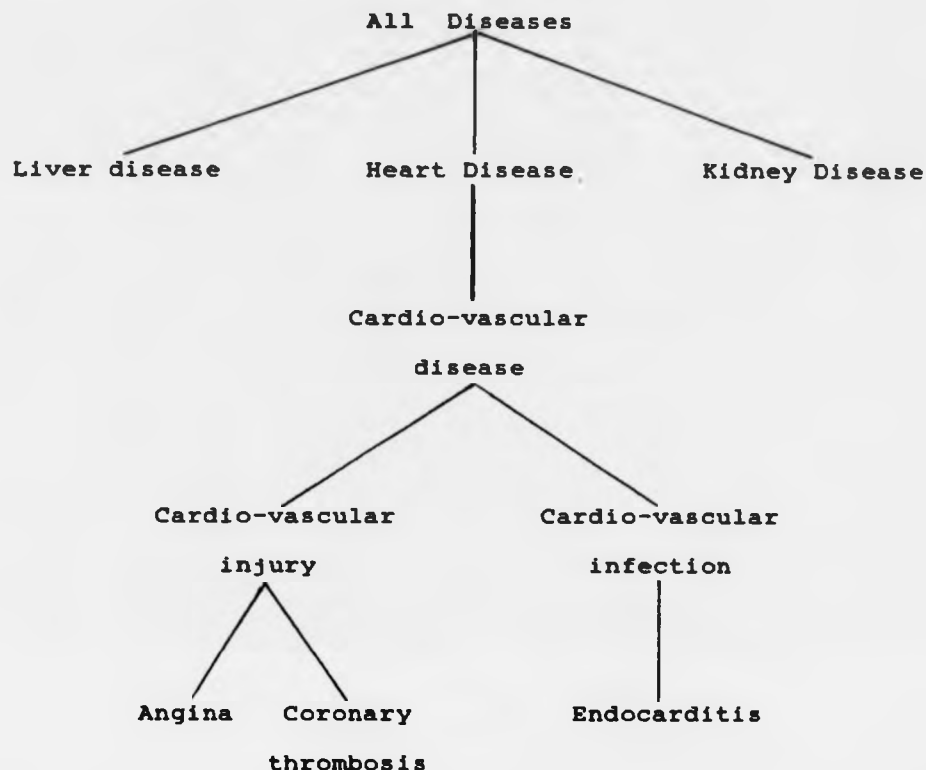 All Diseases
Liver disease Heart Disease Kidney Disease
Cardio-vascular
disease
Cardio-vascular Cardio-vascular
injury infection
Angina Coronary Endocarditis
thrombosis